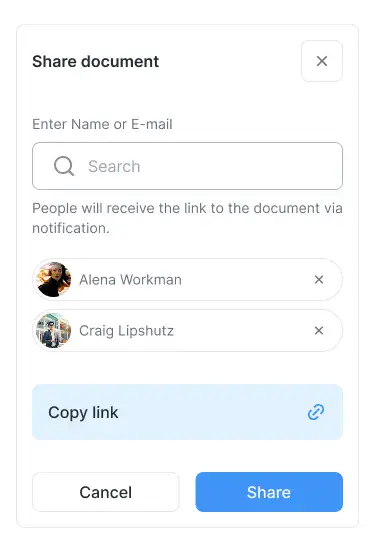 Share document
Enter Name or E-mail
Search
People will receive the link to the document via
notification.
Alena Workman
Craig Lipshutz
Copy link
Cancel
Share